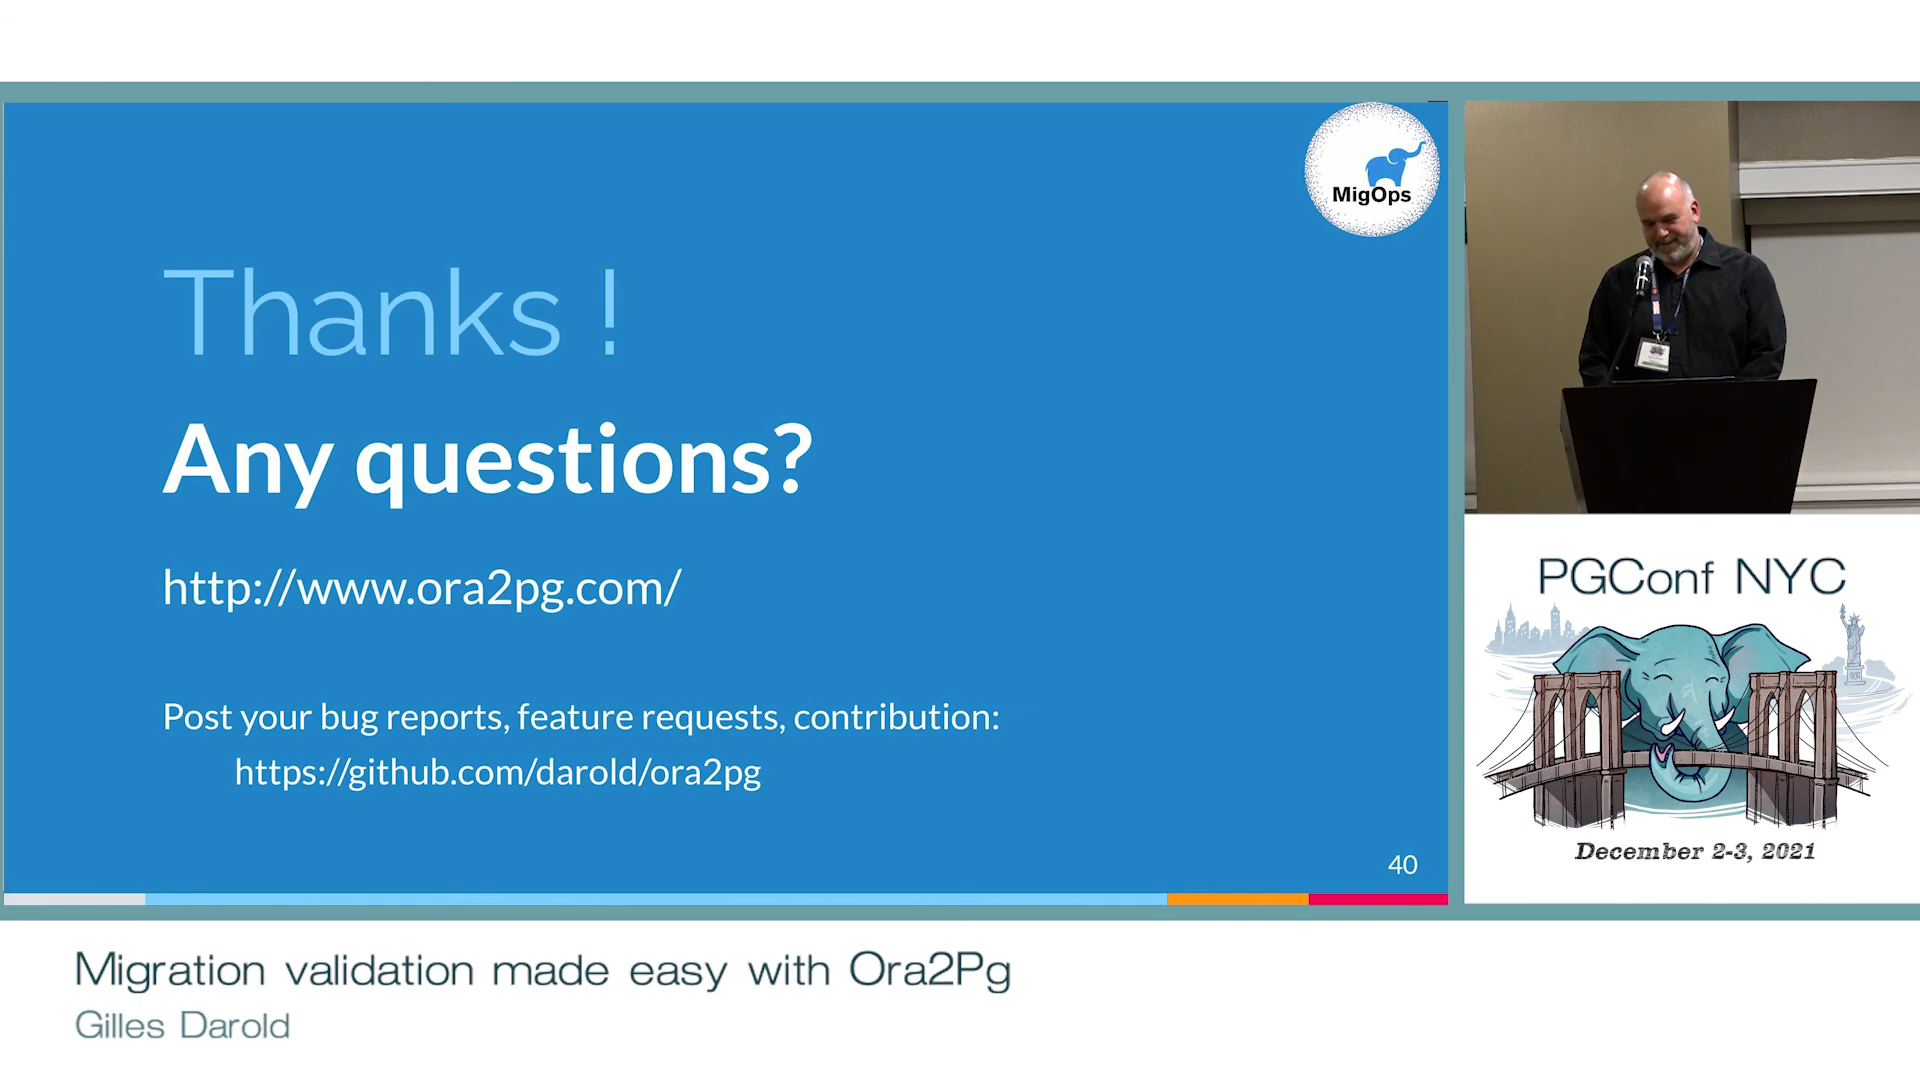 MigOps
Thanks !
Any questions?
http://www.ora2pg.com/
Post your bug reports, feature requests, contribution:
https://github.com/darold/ora2pg
40
PGConf NYC
December 2-3, 2021
Migration validation made easy with Ora2Pg
Gilles Darold